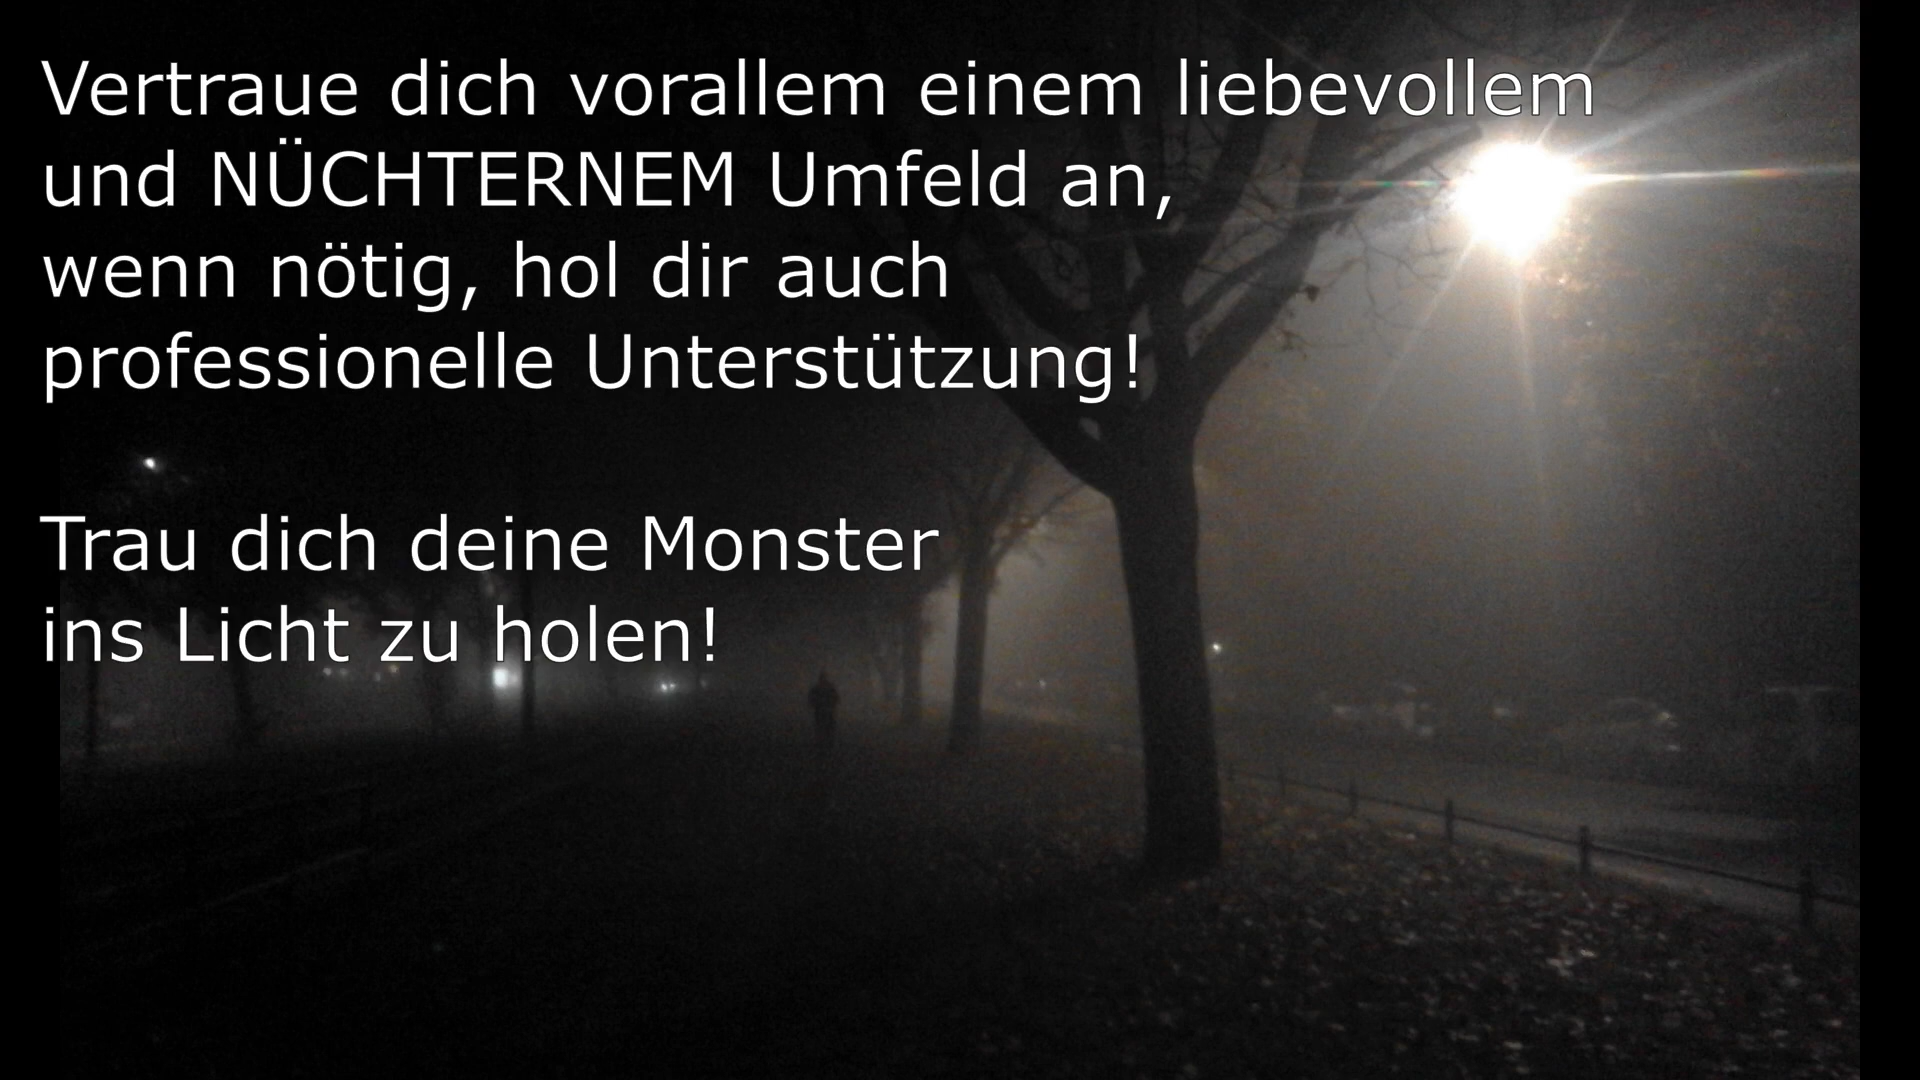 Vertraue dich vorallem einem liebevollem
und NÜCHTERNEM Umfeld an,
wenn nötig, hol dir auch
professionelle Unterstützung!
Trau dich deine Monster
ins Licht zu holen!